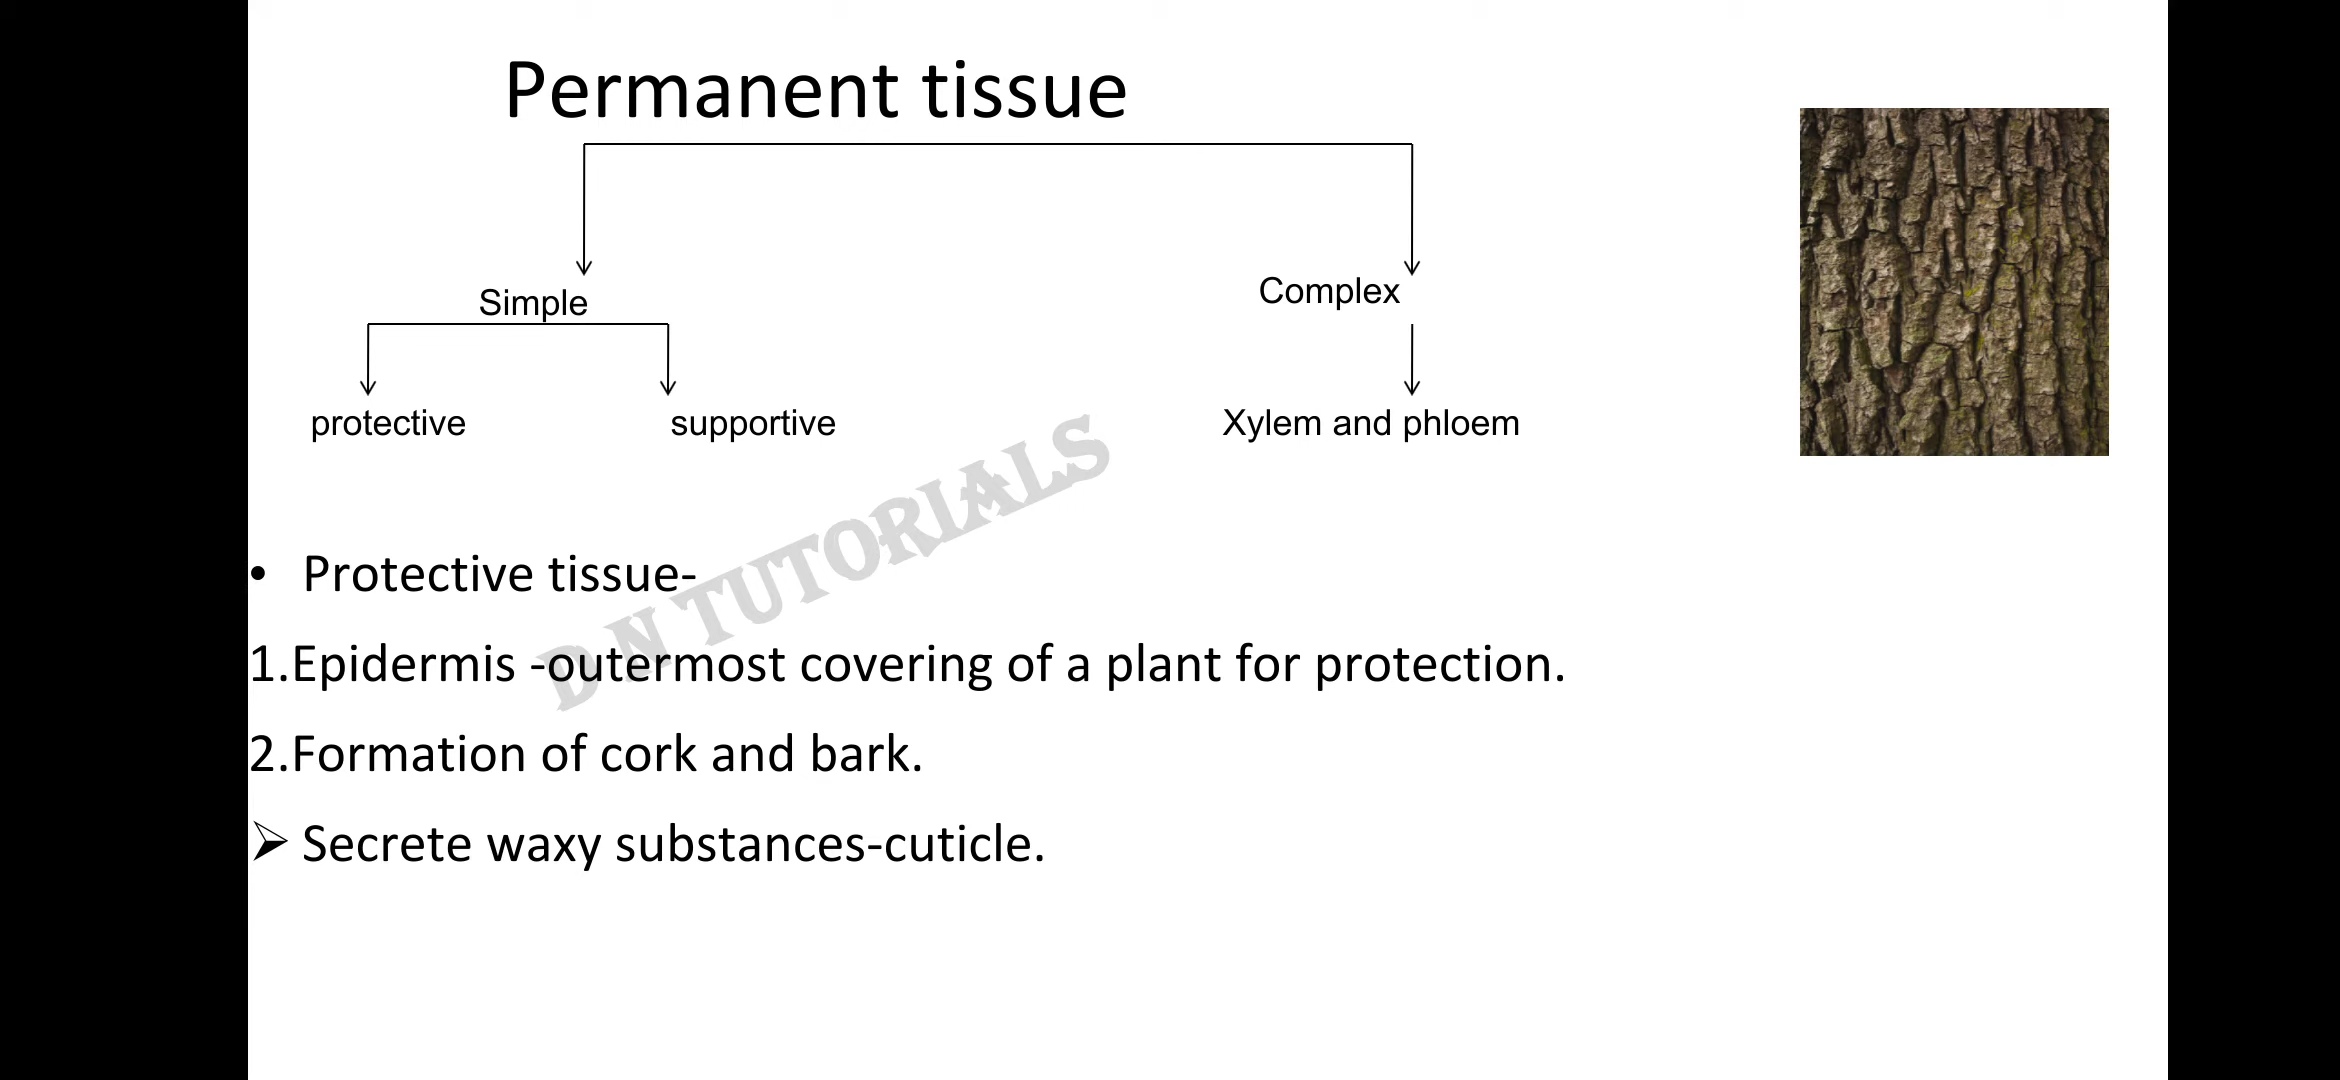 Permanent tissue
Simple
Complex
protective
supportive
Xylem and phloem
D N TUTORIALS
• Protective tissue-
1.Epidermis -outermost covering of a plant for protection.
2.Formation of cork and bark.
➢ Secrete waxy substances-cuticle.